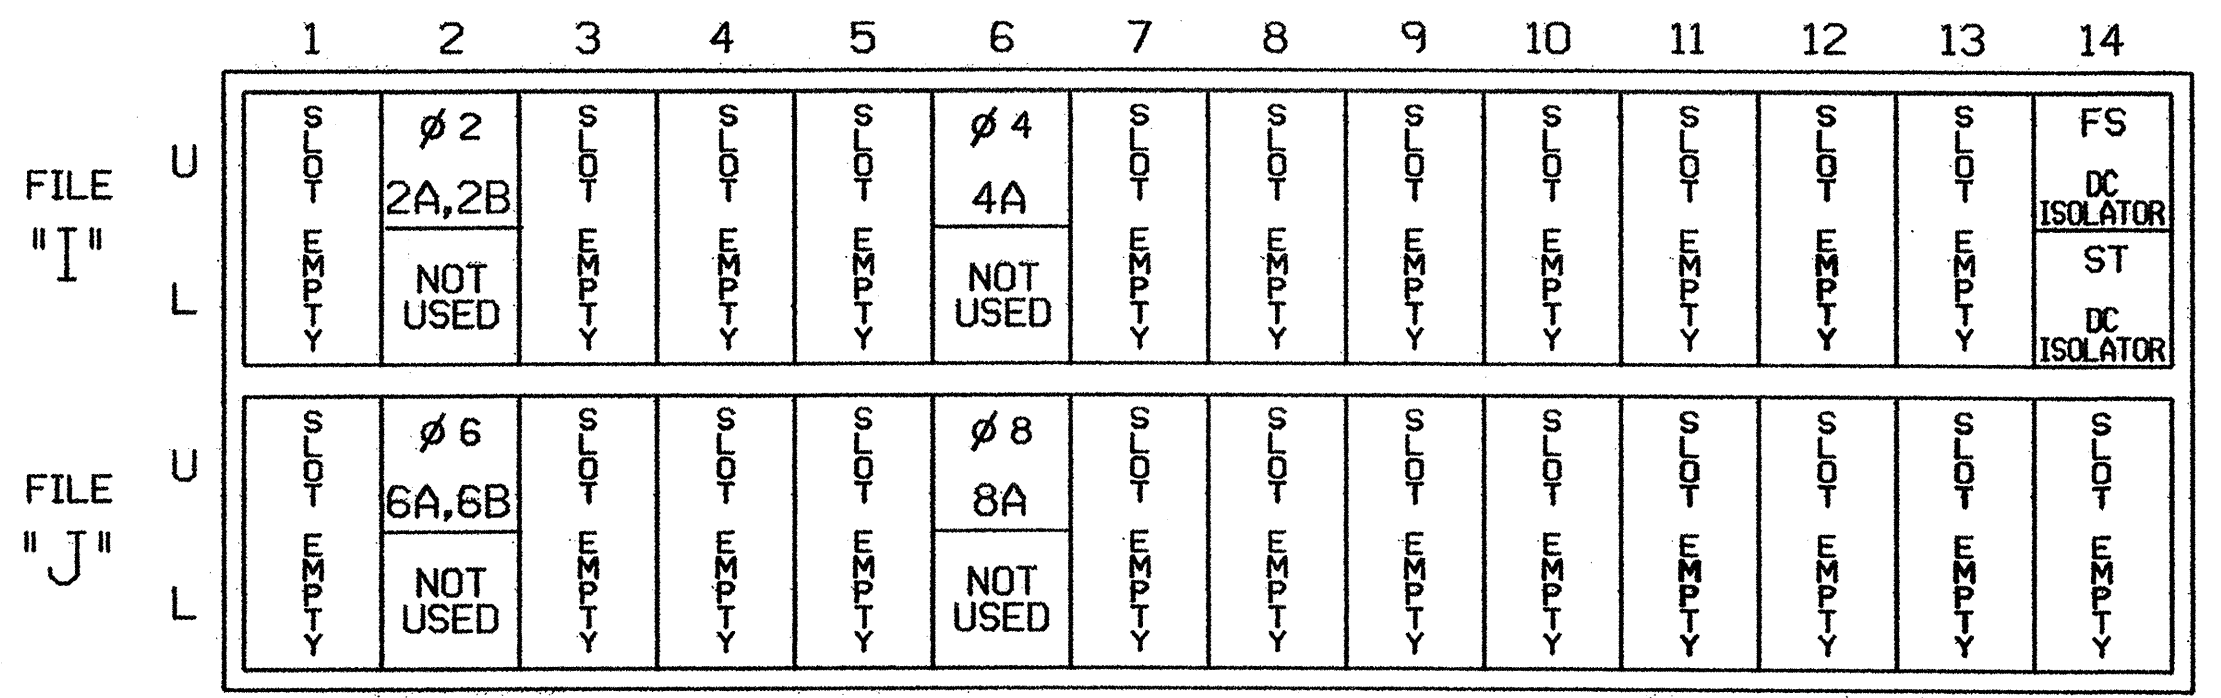 1 2 3 4 5 6 7 8 9 10 11 12 13 14
FILE "I"
U
L
SLOT EMPTY
ø 2
2A,2B
NOT USED
SLOT EMPTY
SLOT EMPTY
SLOT EMPTY
ø 4
4A
NOT USED
SLOT EMPTY
SLOT EMPTY
SLOT EMPTY
SLOT EMPTY
SLOT EMPTY
SLOT EMPTY
SLOT EMPTY
FS
DC
ISOLATOR
ST
DC
ISOLATOR
FILE "J"
U
L
SLOT EMPTY
ø 6
6A,6B
NOT USED
SLOT EMPTY
SLOT EMPTY
SLOT EMPTY
ø 8
8A
NOT USED
SLOT EMPTY
SLOT EMPTY
SLOT EMPTY
SLOT EMPTY
SLOT EMPTY
SLOT EMPTY
SLOT EMPTY
SLOT EMPTY